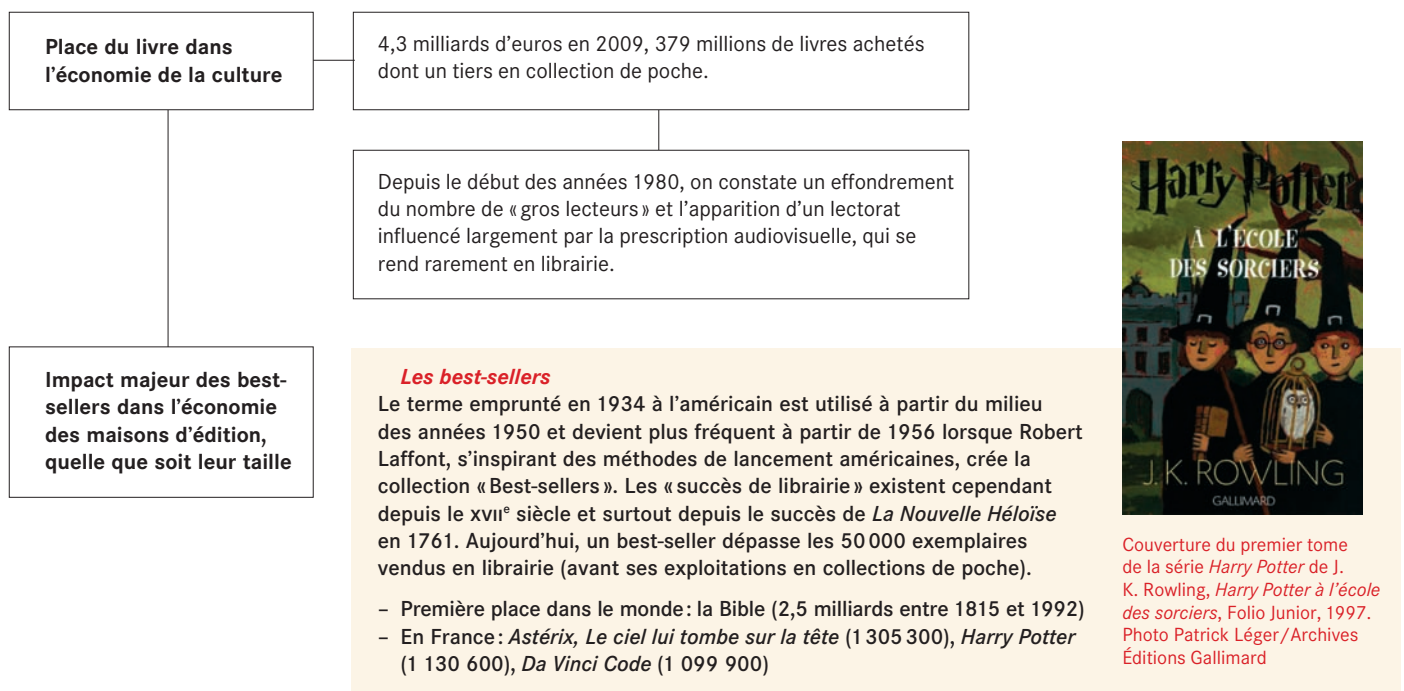 Place du livre dans
l'économie de la culture
4,3 milliards d'euros en 2009, 379 millions de livres achetés
dont un tiers en collection de poche.
Depuis le début des années 1980, on constate un effondrement
du nombre de « gros lecteurs » et l'apparition d'un lectorat
influencé largement par la prescription audiovisuelle, qui se
rend rarement en librairie.
Impact majeur des best-
sellers dans l'économie
des maisons d'édition,
quelle que soit leur taille
Les best-sellers
Le terme emprunté en 1934 à l'américain est utilisé à partir du milieu
des années 1950 et devient plus fréquent à partir de 1956 lorsque Robert
Laffont, s'inspirant des méthodes de lancement américaines, crée la
collection « Best-sellers ». Les « succès de librairie » existent cependant
depuis le XVIIe siècle et surtout depuis le succès de La Nouvelle Héloïse
en 1761. Aujourd'hui, un best-seller dépasse les 50 000 exemplaires
vendus en librairie (avant ses exploitations en collections de poche).
– Première place dans le monde : la Bible (2,5 milliards entre 1815 et 1992)
– En France : Astérix, Le ciel lui tombe sur la tête (1 305 300), Harry Potter
(1 130 600), Da Vinci Code (1 099 900)
Harry Potter
À L'ÉCOLE
DES SORCIERS
J. K. ROWLING
GALLIMARD
Couverture du premier tome
de la série Harry Potter de J.
K. Rowling, Harry Potter à l'école
des sorciers, Folio Junior, 1997.
Photo Patrick Léger/Archives
Éditions Gallimard